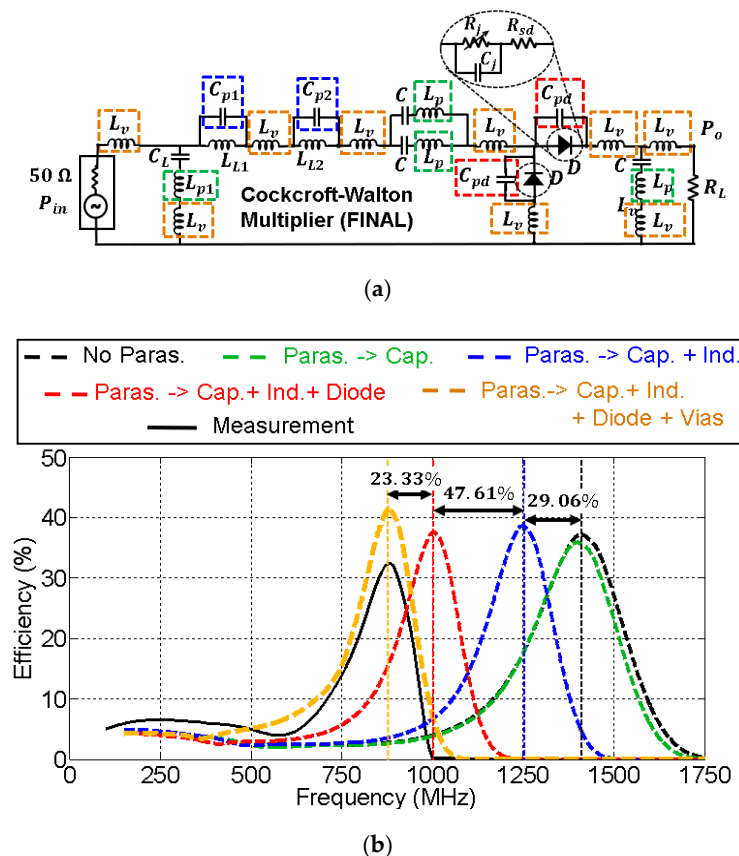 R_j R_sd
C_j
C_p1 C_p2 C L_p C_pd
L_v L_v L_v L_v L_v L_v P_o
C_L L_L1 L_L2 C L_p D C
50 Ω L_p1 C_pd D L_p R_L
P_in Cockcroft-Walton
Multiplier (FINAL)
L_v L_v L_v L_v
(a)
No Paras. Paras. -> Cap. Paras. -> Cap. + Ind.
Paras. -> Cap.+ Ind.+ Diode Paras.-> Cap.+ Ind.
+ Diode + Vias
Measurement
50
40
30
20
10
0
Efficiency (%)
23.33% 47.61% 29.06%
0 250 500 750 1000 1250 1500 1750
Frequency (MHz)
(b)